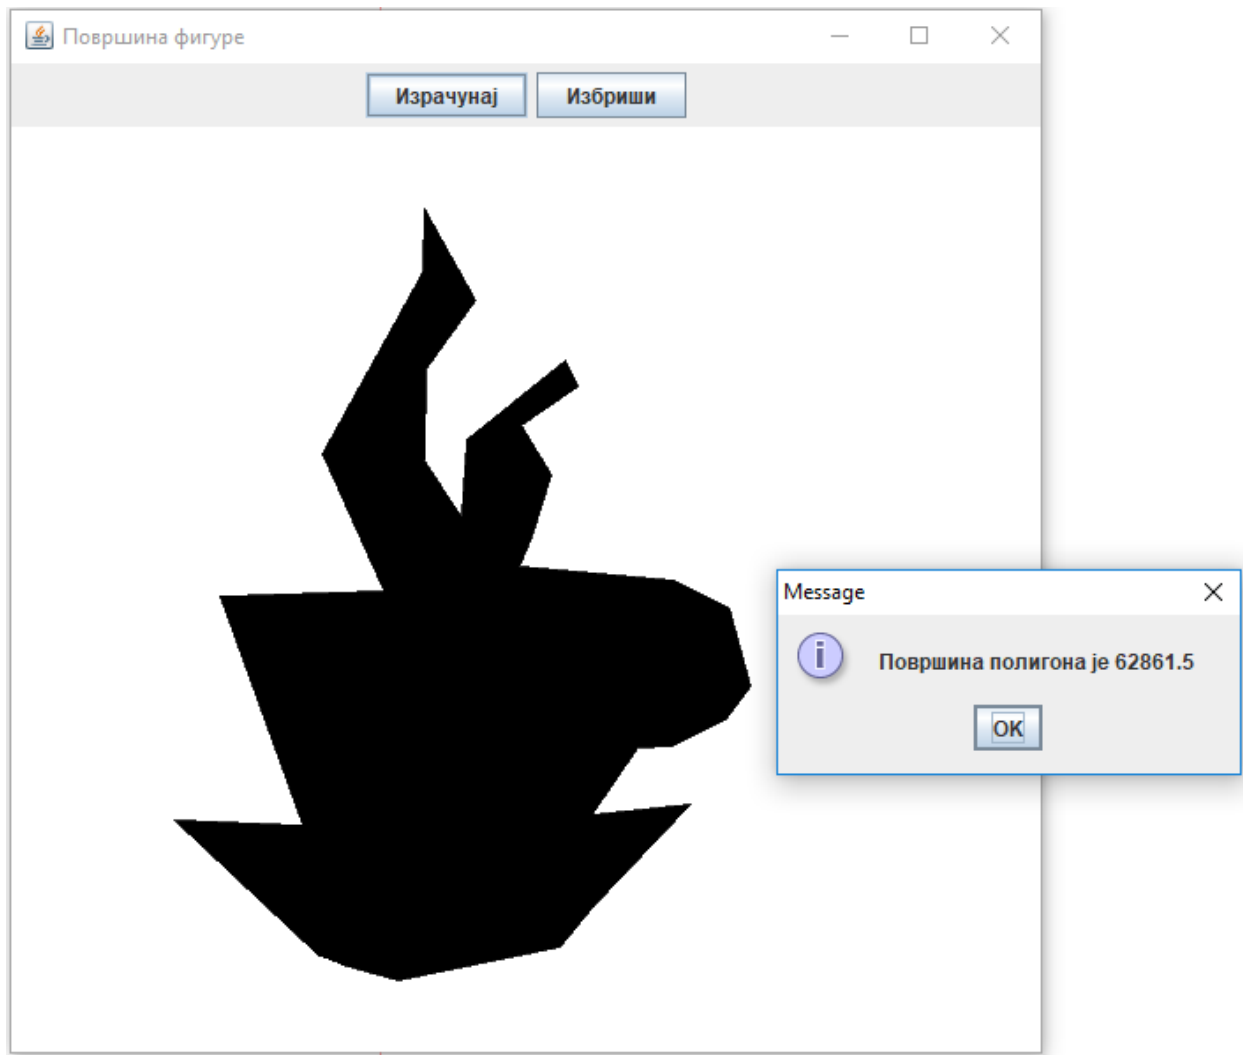 Површина фигуре
Израчунај Избриши
Message
Површина полигона је 62861.5
OK